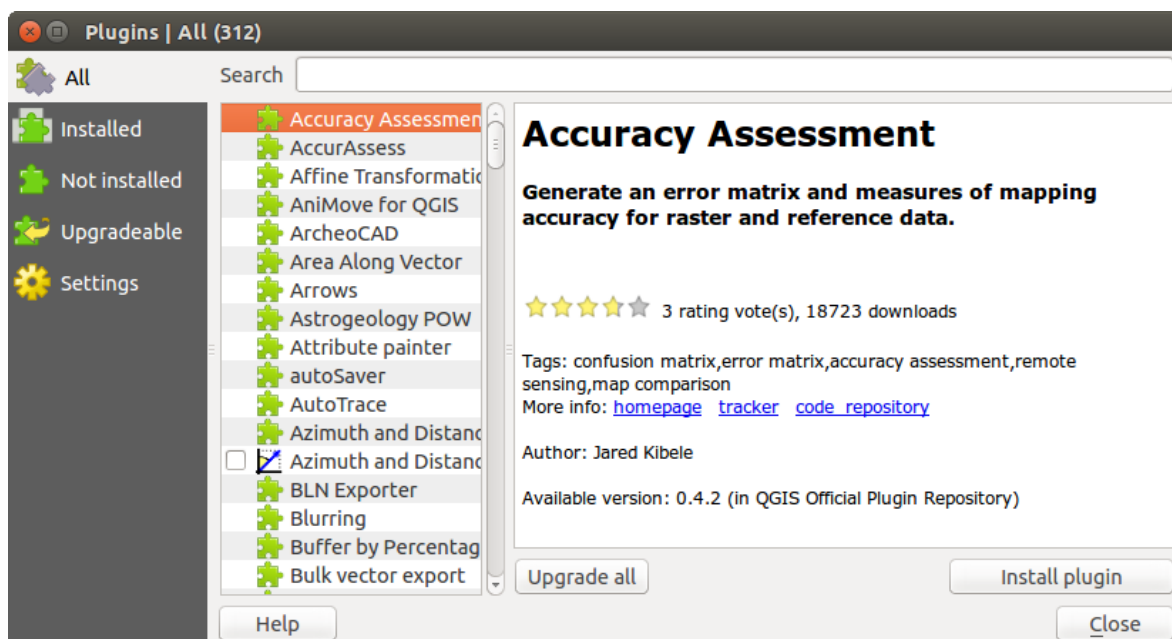 Plugins | All (312)
All
Installed
Not installed
Upgradeable
Settings
Search
Accuracy Assessmen
AccurAssess
Affine Transformatic
AniMove for QGIS
ArcheoCAD
Area Along Vector
Arrows
Astrogeology POW
Attribute painter
autoSaver
AutoTrace
Azimuth and Distanc
Azimuth and Distanc
BLN Exporter
Blurring
Buffer by Percentag
Bulk vector export
Accuracy Assessment
Generate an error matrix and measures of mapping
accuracy for raster and reference data.
3 rating vote(s), 18723 downloads
Tags: confusion matrix,error matrix,accuracy assessment,remote
sensing,map comparison
More info: homepage tracker code_repository
Author: Jared Kibele
Available version: 0.4.2 (in QGIS Official Plugin Repository)
Upgrade all
Install plugin
Help
Close